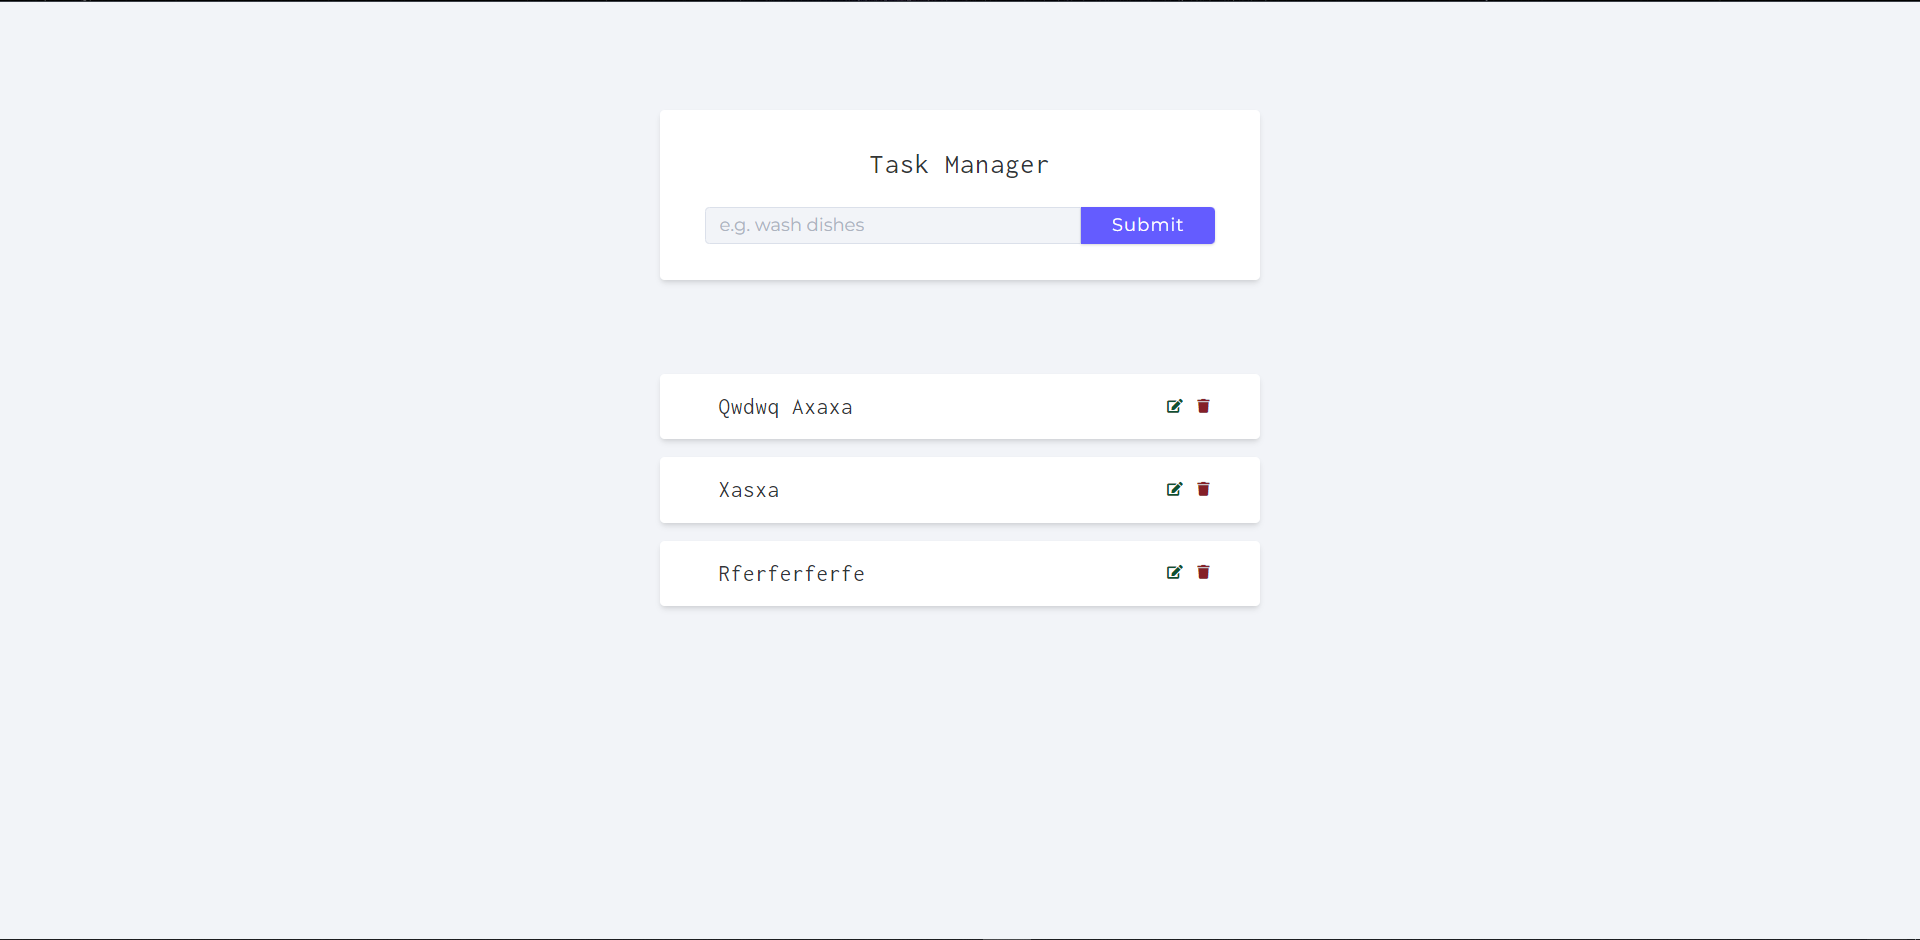 Task Manager
e.g. wash dishes
Submit
Qwdwq Axaxa
Xasxa
Rferferferfe